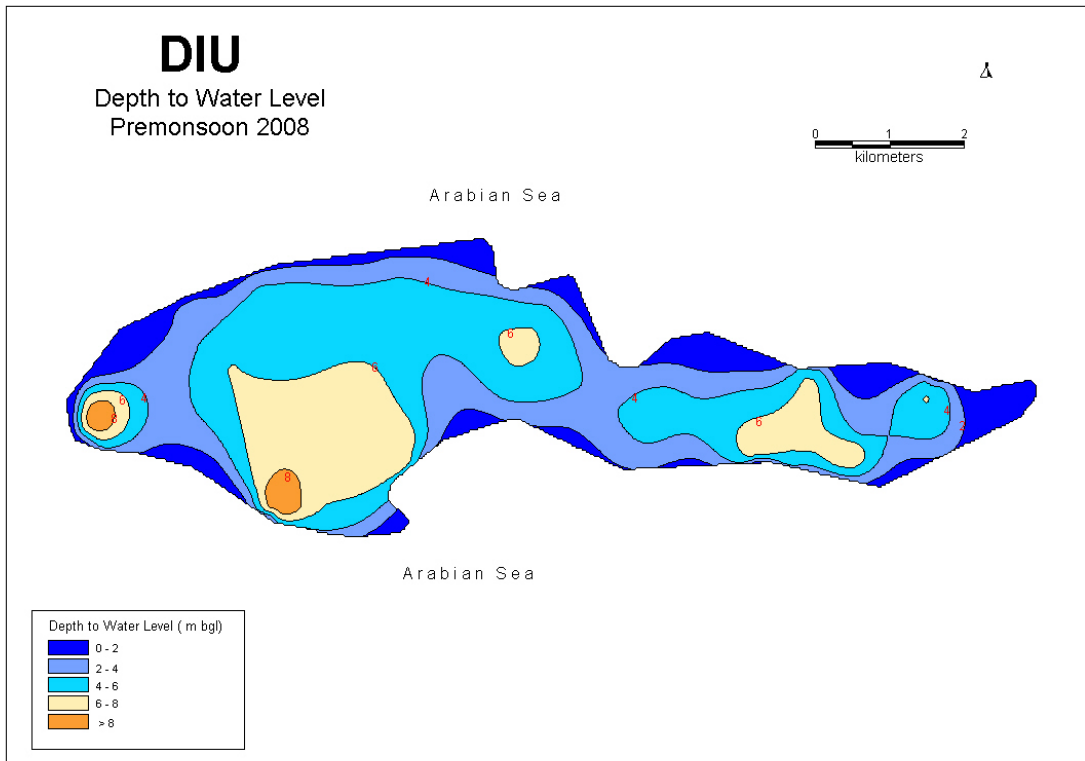 DIU
Depth to Water Level
Premonsoon 2008
0 1 2
kilometers
Arabian Sea
4
6
6
6
4
8
4
4
2
6
8
Arabian Sea
Depth to Water Level ( m bgl)
0 - 2
2 - 4
4 - 6
6 - 8
> 8